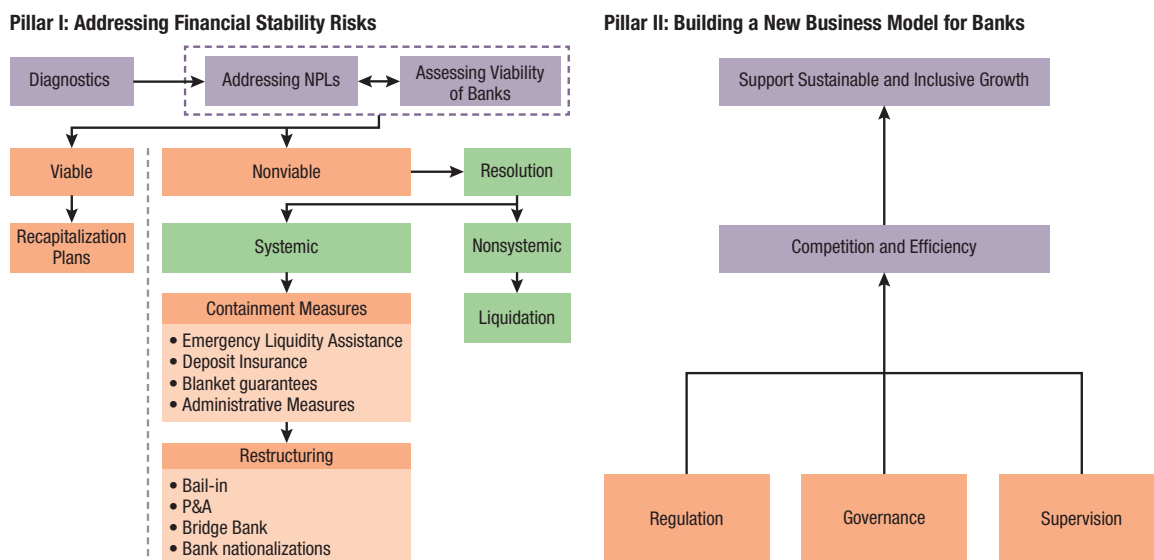 Pillar I: Addressing Financial Stability Risks
Diagnostics
Addressing NPLs
Assessing Viability
of Banks
Viable
Nonviable
Resolution
Recapitalization
Plans
Systemic
Nonsystemic
Containment Measures
• Emergency Liquidity Assistance
• Deposit Insurance
• Blanket guarantees
• Administrative Measures
Liquidation
Restructuring
• Bail-in
• P&A
• Bridge Bank
• Bank nationalizations
Pillar II: Building a New Business Model for Banks
Support Sustainable and Inclusive Growth
Competition and Efficiency
Regulation
Governance
Supervision